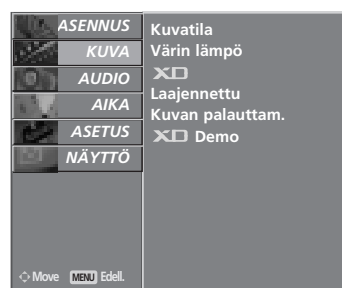 ASENNUS
KUVA
AUDIO
AIKA
ASETUS
NÄYTTÖ
Move MENU Edell.
Kuvatila
Värin lämpö
XD
Laajennettu
Kuvan palauttam.
XD Demo